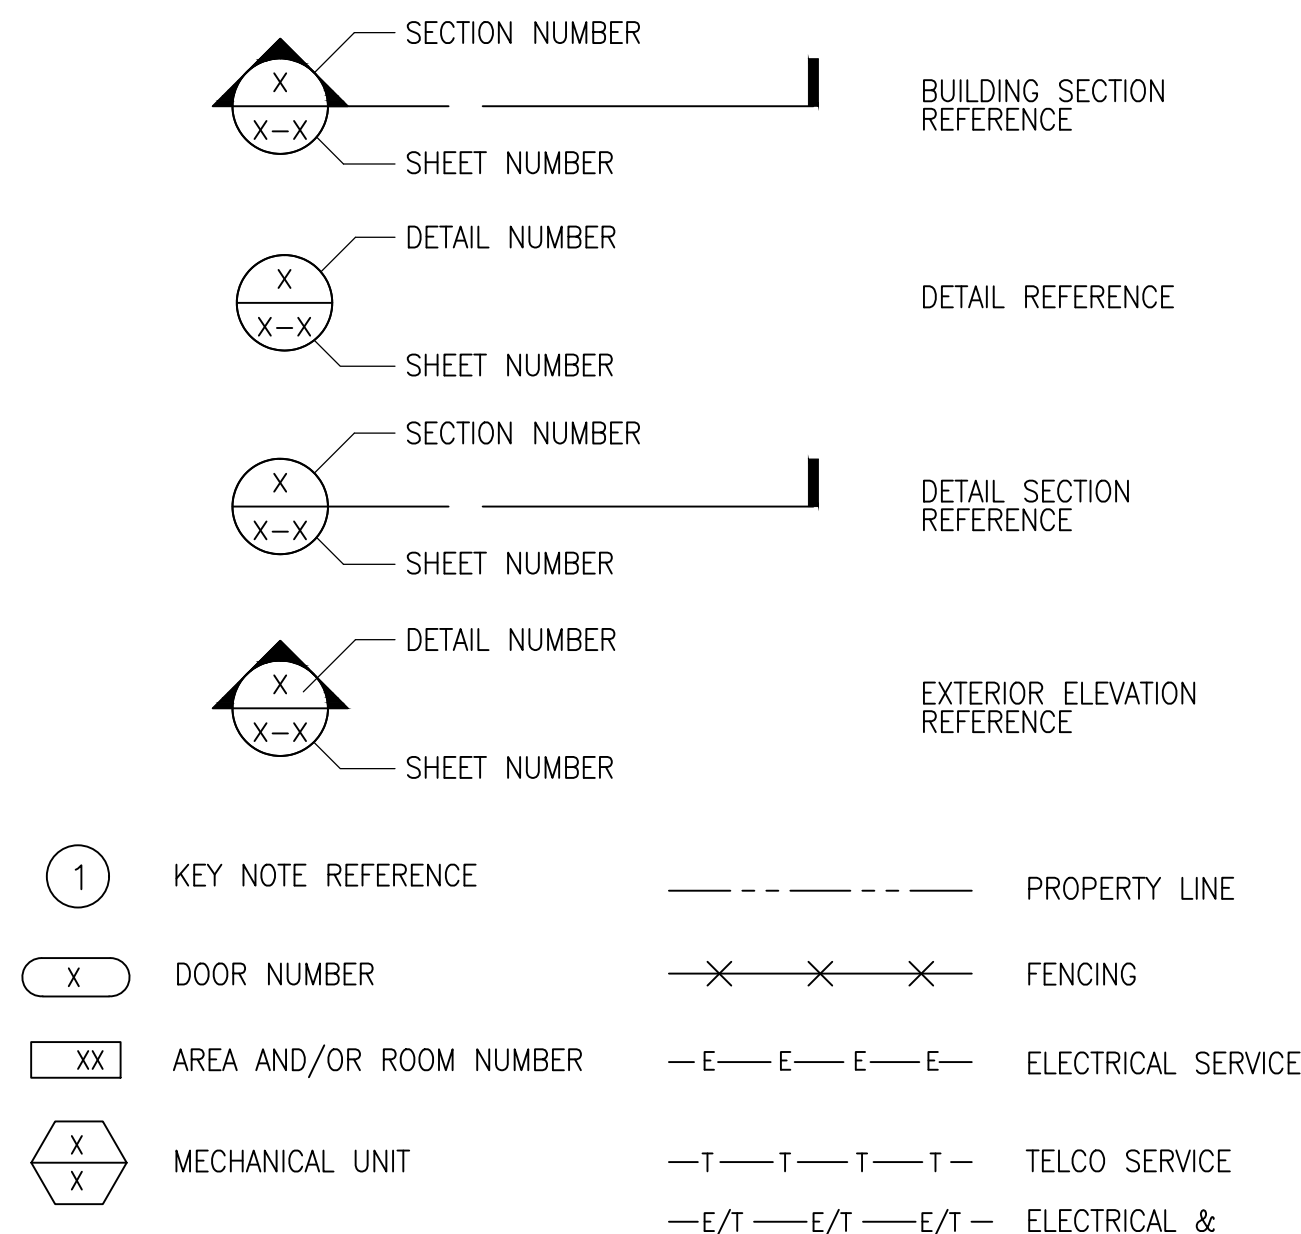 SECTION NUMBER
X
X-X
SHEET NUMBER
BUILDING SECTION
REFERENCE
DETAIL NUMBER
X
X-X
SHEET NUMBER
DETAIL REFERENCE
SECTION NUMBER
X
X-X
SHEET NUMBER
DETAIL SECTION
REFERENCE
DETAIL NUMBER
X
X-X
SHEET NUMBER
EXTERIOR ELEVATION
REFERENCE
1 KEY NOTE REFERENCE
X DOOR NUMBER
XX AREA AND/OR ROOM NUMBER
X
X
MECHANICAL UNIT
PROPERTY LINE
FENCING
E E E E ELECTRICAL SERVICE
T T T T TELCO SERVICE
E/T E/T E/T ELECTRICAL &